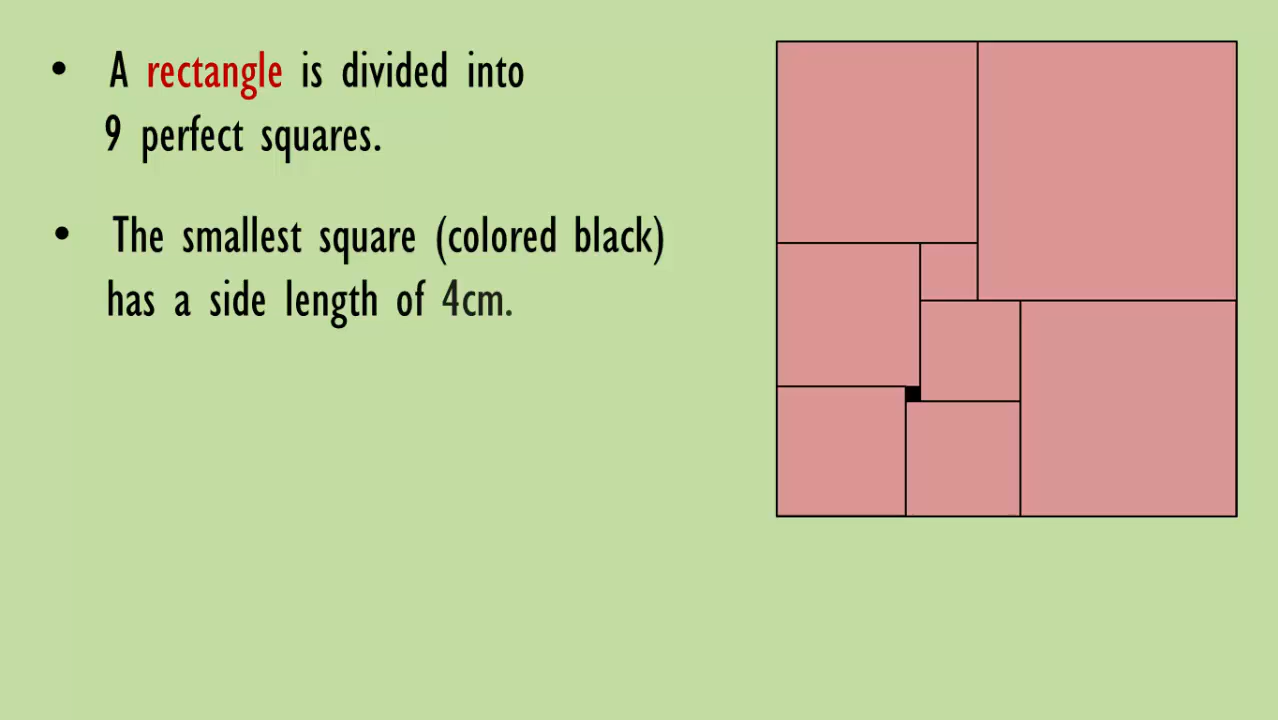 • A rectangle is divided into
9 perfect squares.
• The smallest square (colored black)
has a side length of 4cm.